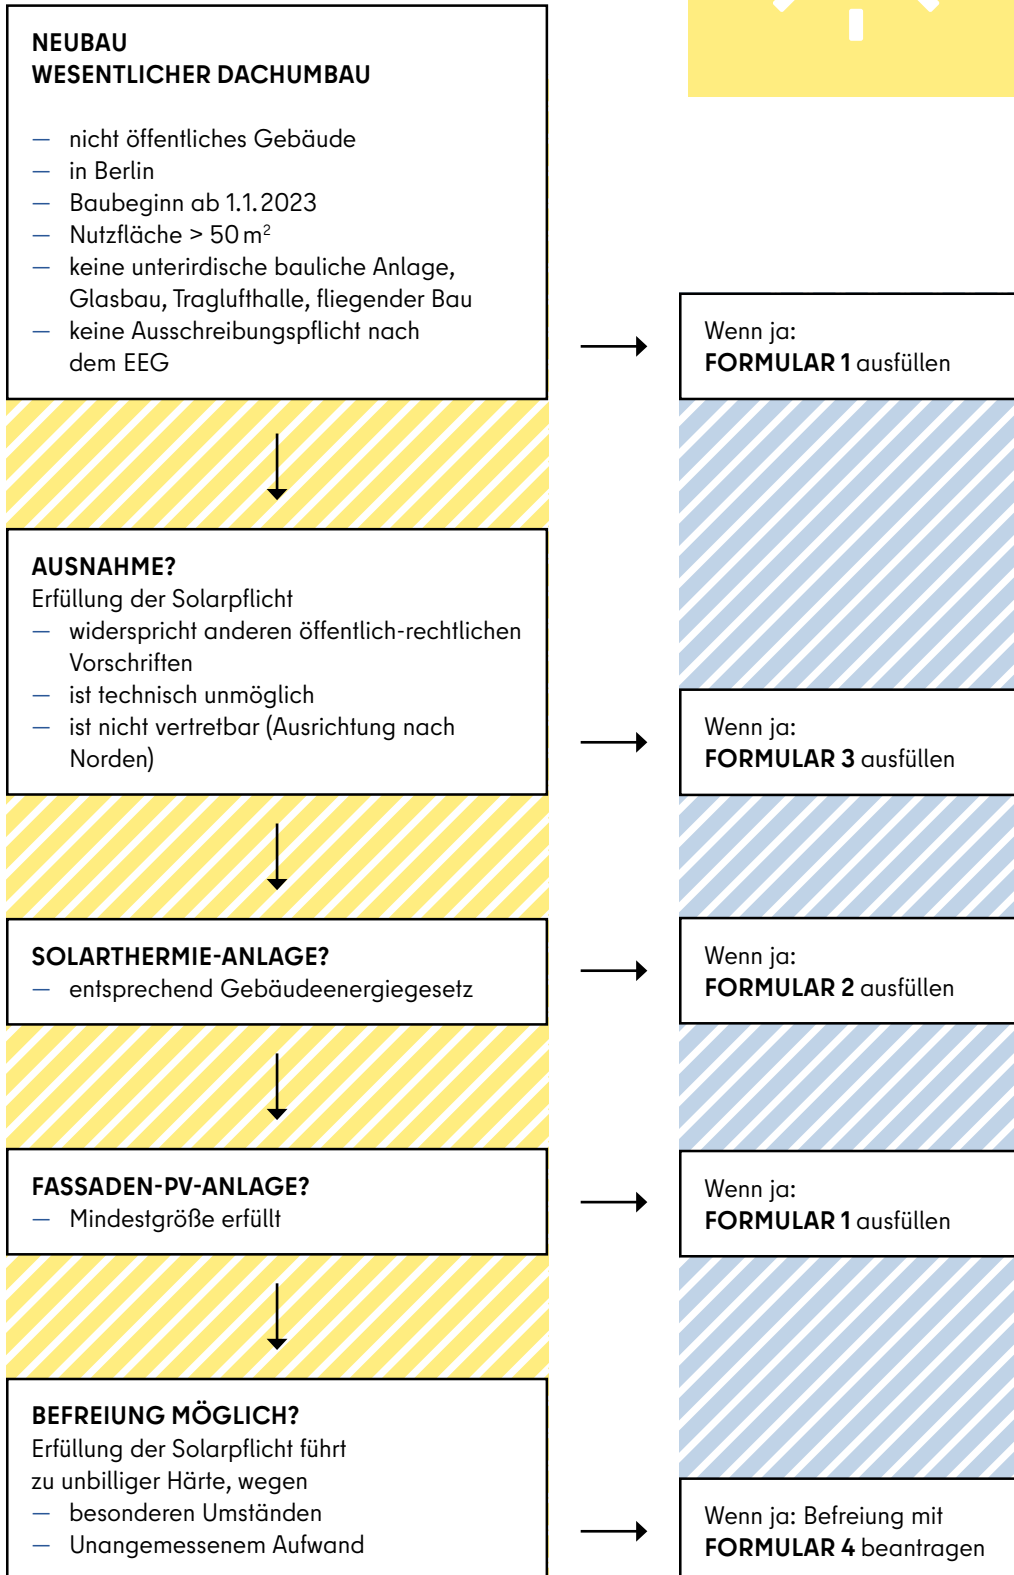 NEUBAU
WESENTLICHER DACHUMBAU
— nicht öffentliches Gebäude
— in Berlin
— Baubeginn ab 1.1.2023
— Nutzfläche > 50 m²
— keine unterirdische bauliche Anlage,
Glasbau, Traglufthalle, fliegender Bau
— keine Ausschreibungspflicht nach
dem EEG
Wenn ja:
FORMULAR 1 ausfüllen
AUSNAHME?
Erfüllung der Solarpflicht
— widerspricht anderen öffentlich-rechtlichen
Vorschriften
— ist technisch unmöglich
— ist nicht vertretbar (Ausrichtung nach
Norden)
Wenn ja:
FORMULAR 3 ausfüllen
SOLARTHERMIE-ANLAGE?
— entsprechend Gebäudeenergiegesetz
Wenn ja:
FORMULAR 2 ausfüllen
FASSADEN-PV-ANLAGE?
— Mindestgröße erfüllt
Wenn ja:
FORMULAR 1 ausfüllen
BEFREIUNG MÖGLICH?
Erfüllung der Solarpflicht führt
zu unbilliger Härte, wegen
— besonderen Umständen
— Unangemessenem Aufwand
Wenn ja: Befreiung mit
FORMULAR 4 beantragen